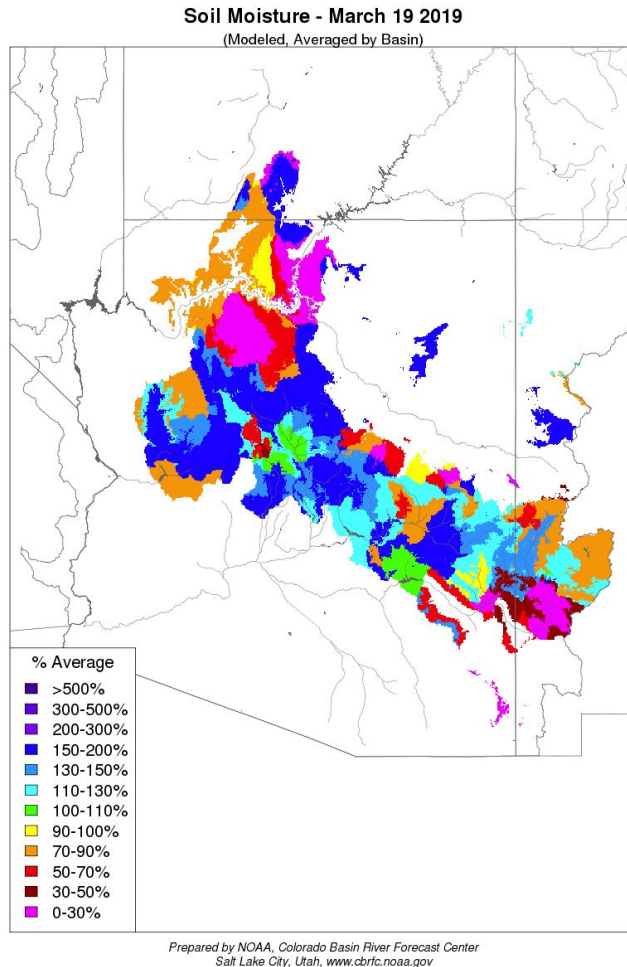 Soil Moisture - March 19 2019
(Modeled, Averaged by Basin)
% Average
>500%
300-500%
200-300%
150-200%
130-150%
110-130%
100-110%
90-100%
70-90%
50-70%
30-50%
0-30%
Prepared by NOAA, Colorado Basin River Forecast Center
Salt Lake City, Utah, www.cbrfc.noaa.gov